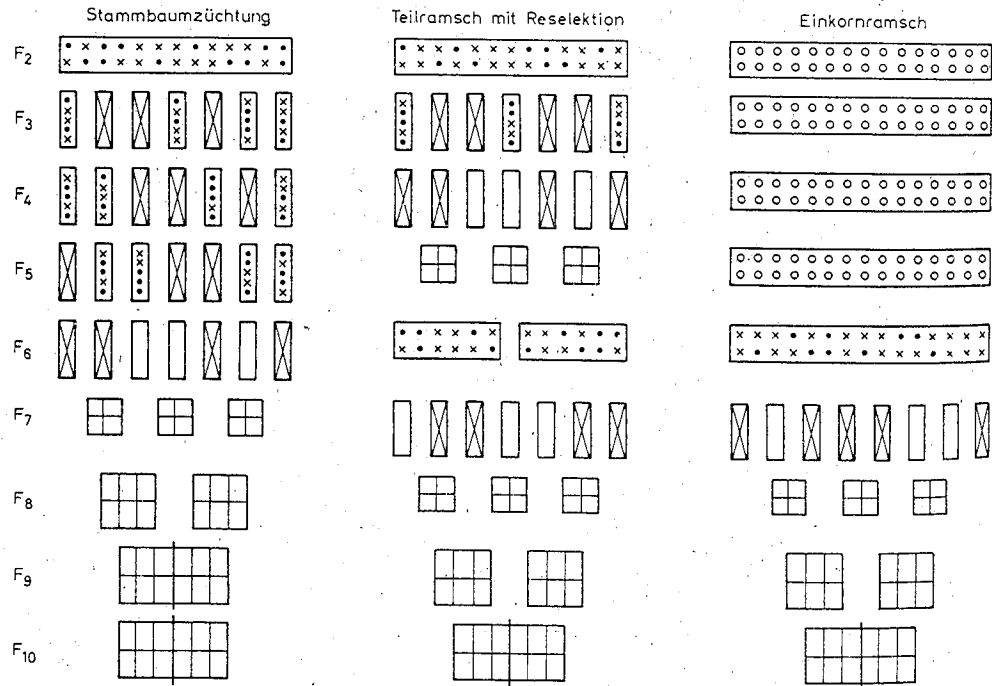 Stammbaumzüchtung
Teilramsch mit Reselektion
Einkornramsch
F2
F3
F4
F5
F6
F7
F8
F9
F10